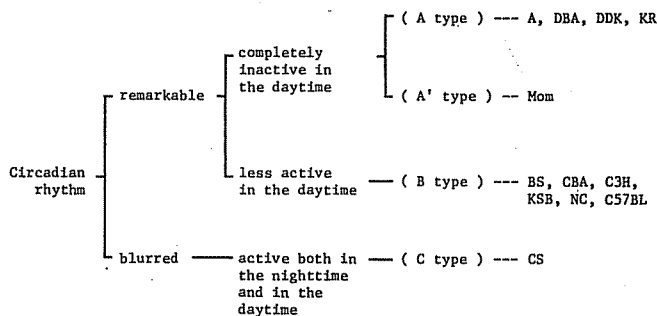 ( A type ) --- A, DBA, DDK, KR
completely
inactive in
the daytime
remarkable
( A' type ) -- Mom
Circadian
rhythm
less active
in the daytime
( B type ) --- BS, CBA, C3H,
KSB, NC, C57BL
blurred
active both in
the nighttime
and in the
daytime
( C type ) --- CS